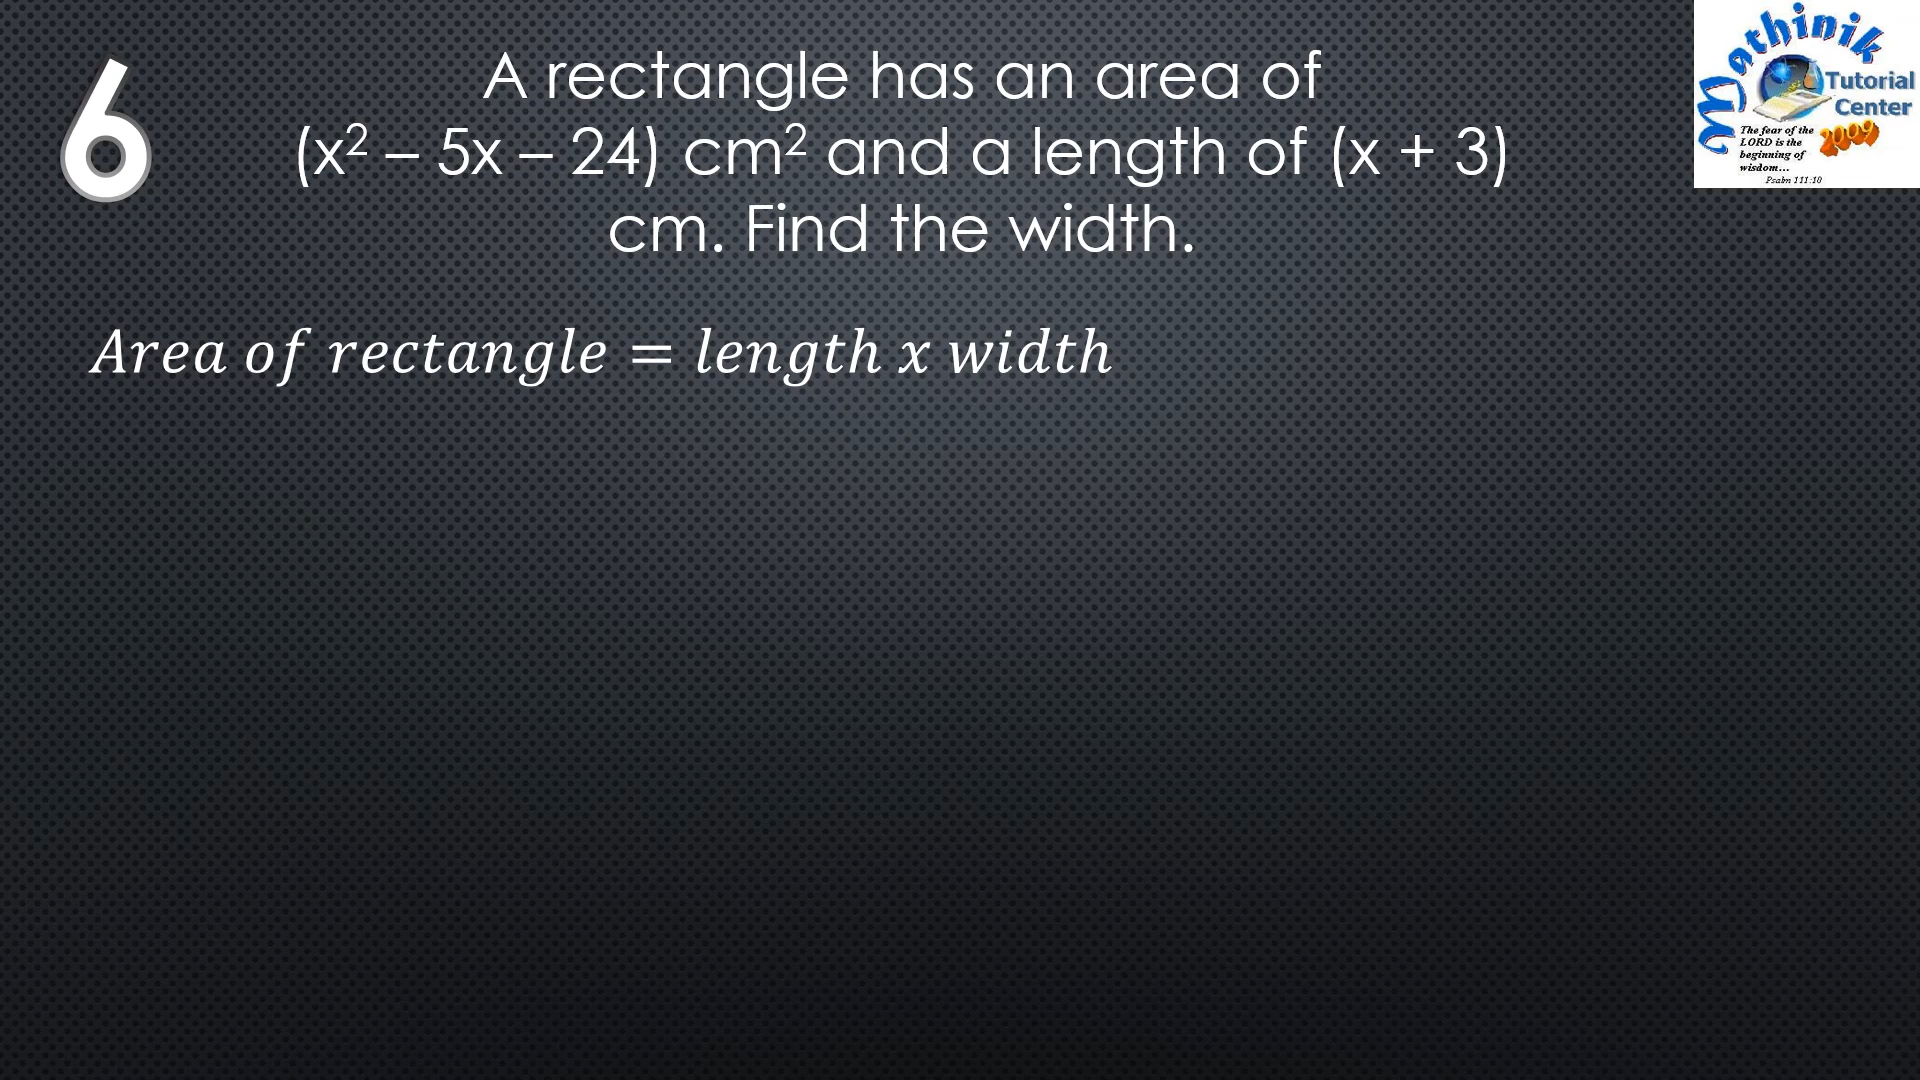 6
A rectangle has an area of
(x² – 5x – 24) cm² and a length of (x + 3)
cm. Find the width.
Area of rectangle = length x width
Mathinik
Tutorial
Center
2009
The fear of the
LORD is the
beginning of
wisdom...
Psalm 111:10